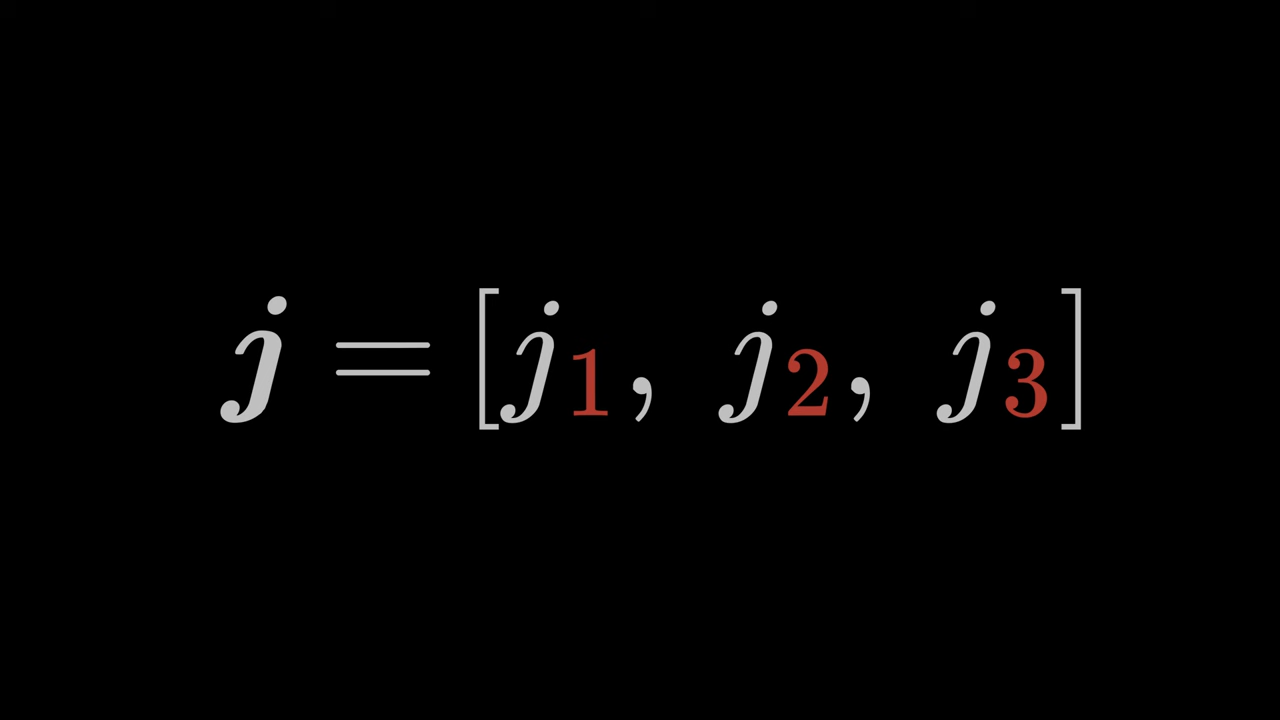 j = [j₁, j₂, j₃]